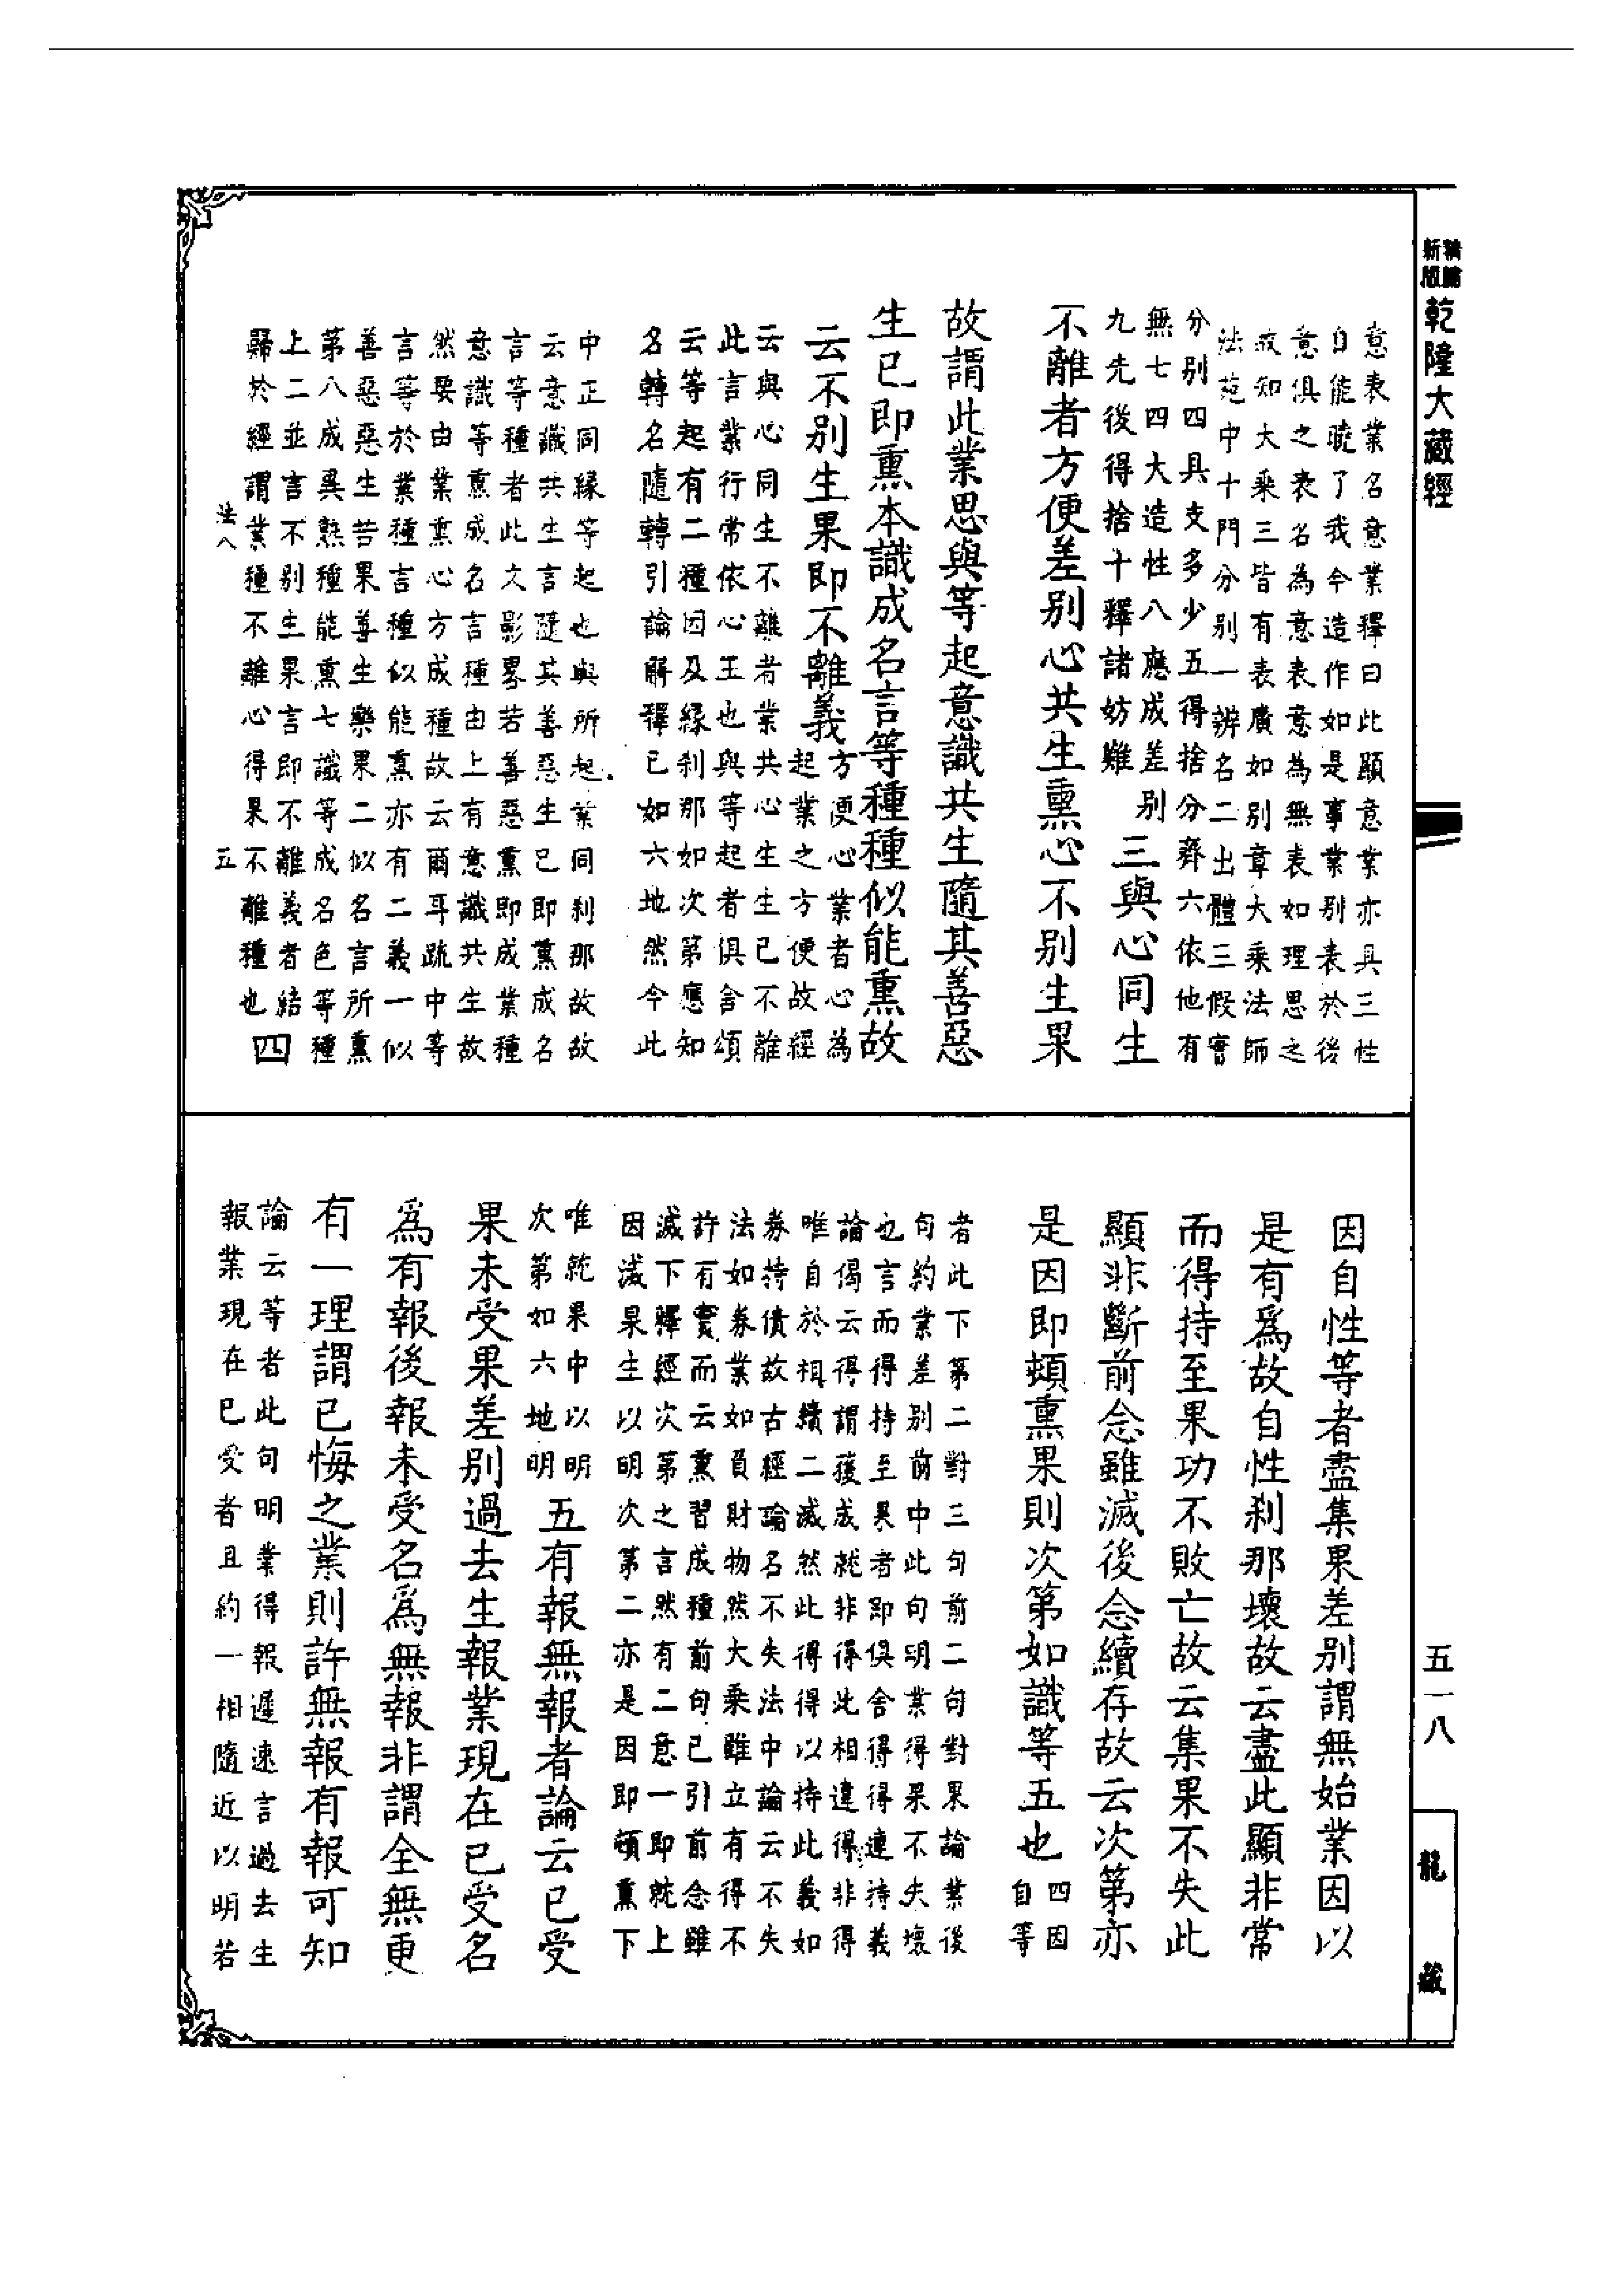 精繡新版乾隆大藏經
意表業名意業釋曰此顯意業亦具三性
自能曉了我今造作如是事業別表於後
意俱之表名為意表意為無表如理思之
故知大乘三皆有表廣如別章大乘法師
法苑中十門分別一辨名二出體三假實
分別四具支多少五得捨分齊六依他有
無七四大造性八應成差別
九先後得捨十釋諸妨難
三與心同生
不離者方便差別心共生熏心不別生果
故謂此業思與等起意識共生隨其善惡
生已即熏本識成名言等種種似能熏故
云不別生果即不離義
方便心業者心為
起業之方便故經
云與心同生不離者業共心生生已不離
此言業行常依心王也與等起者俱舍頌
云等起有二種因及緣剎那如次第應知
名轉名隨轉引論解釋已如六地然今此
中正同緣等起也與所起業同剎那故故
云意識共生言隨其善惡生已即熏成名
言等種者此文影畧若善惡熏即成業種
意識等熏成名言種由上有意識共生故
然要由業熏心方成種故云爾耳疏中等
言等於業種言種似能熏亦有二義一似
善惡惡生苦果善生樂果二似名言所熏
第八成異熟種能熏七識等成名色等種
上二並言不別生果言即不離義者結
歸於經謂業種不離心得果不離種也
四
法八 五
因自性等者盡集果差別謂無始業因以
是有爲故自性剎那壞故云盡此顯非常
而得持至果功不敗亡故云集果不失此
顯非斷前念雖滅後念續存故云次第亦
是因即頓熏果則次第如識等五也
四因
自等
者此下第二對三句前二句對果論業後
句約業差別前中此句明業得果不失壞
也言而得持至果者即俱舍得得連持義
論偈云得謂獲成就非得此相違得非得
唯自於相續二滅然此得得以持此義如
券持債故古經論名不失法中論云不失
法如券業如負財物然大乘雖立有得不
許有實而云熏習成種前句已引前念雖
滅下釋經次第之言然有二意一即就上
因滅果生以明次第二亦是因即頓熏下
唯就果中以明
次第如六地明
五有報無報者論云已受
果未受果差別過去生報業現在已受名
爲有報後報未受名爲無報非謂全無更
有一理謂已悔之業則許無報有報可知
論云等者此句明業得報遲速言過去生
報業現在已受者且約一相隨近以明若
五一八
龍藏